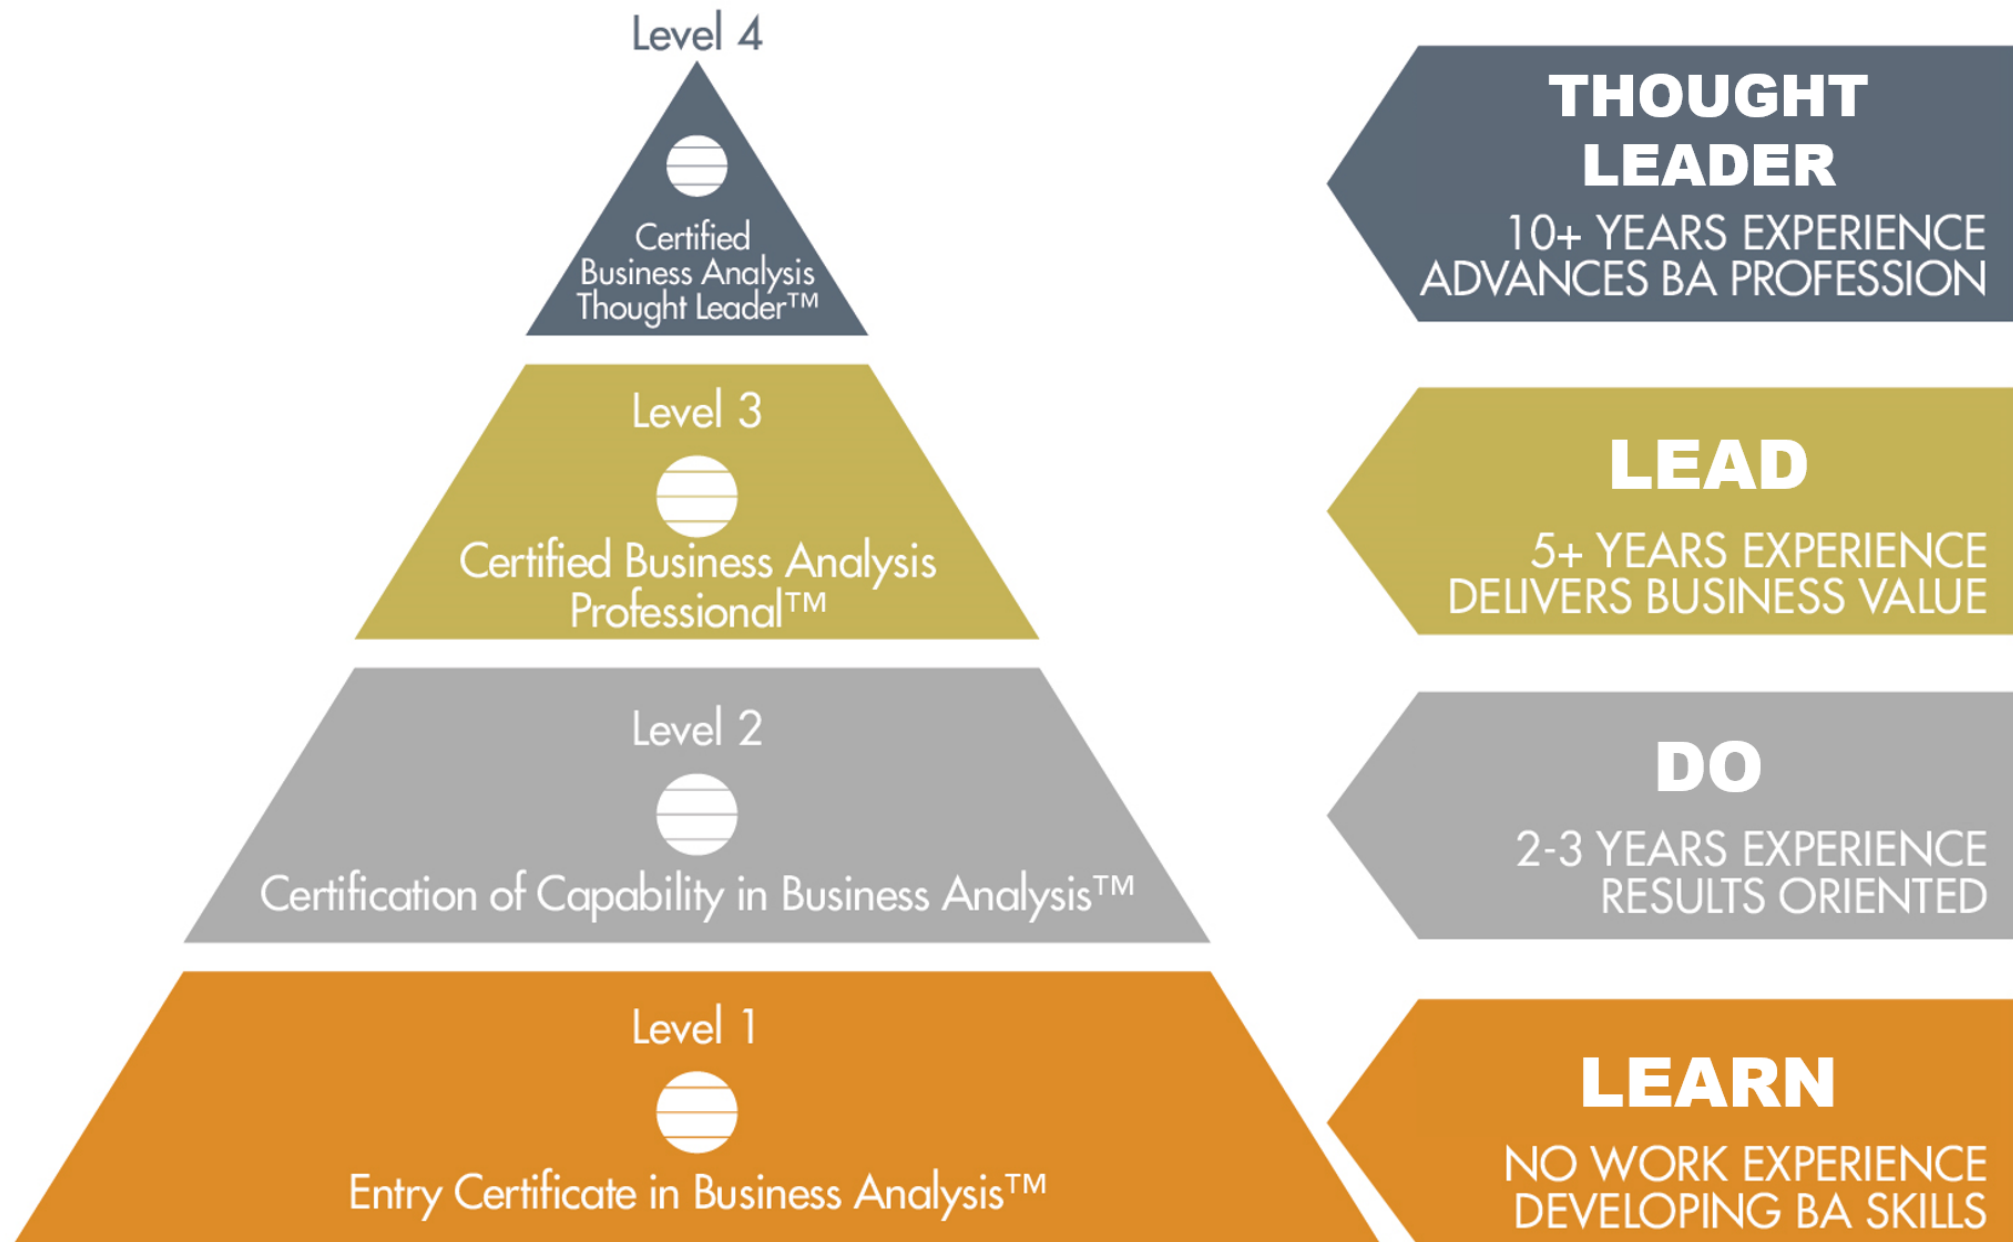 Level 4
Certified
Business Analysis
Thought Leader™
THOUGHT
LEADER
10+ YEARS EXPERIENCE
ADVANCES BA PROFESSION
Level 3
Certified Business Analysis
Professional™
LEAD
5+ YEARS EXPERIENCE
DELIVERS BUSINESS VALUE
Level 2
Certification of Capability in Business Analysis™
DO
2-3 YEARS EXPERIENCE
RESULTS ORIENTED
Level 1
Entry Certificate in Business Analysis™
LEARN
NO WORK EXPERIENCE
DEVELOPING BA SKILLS